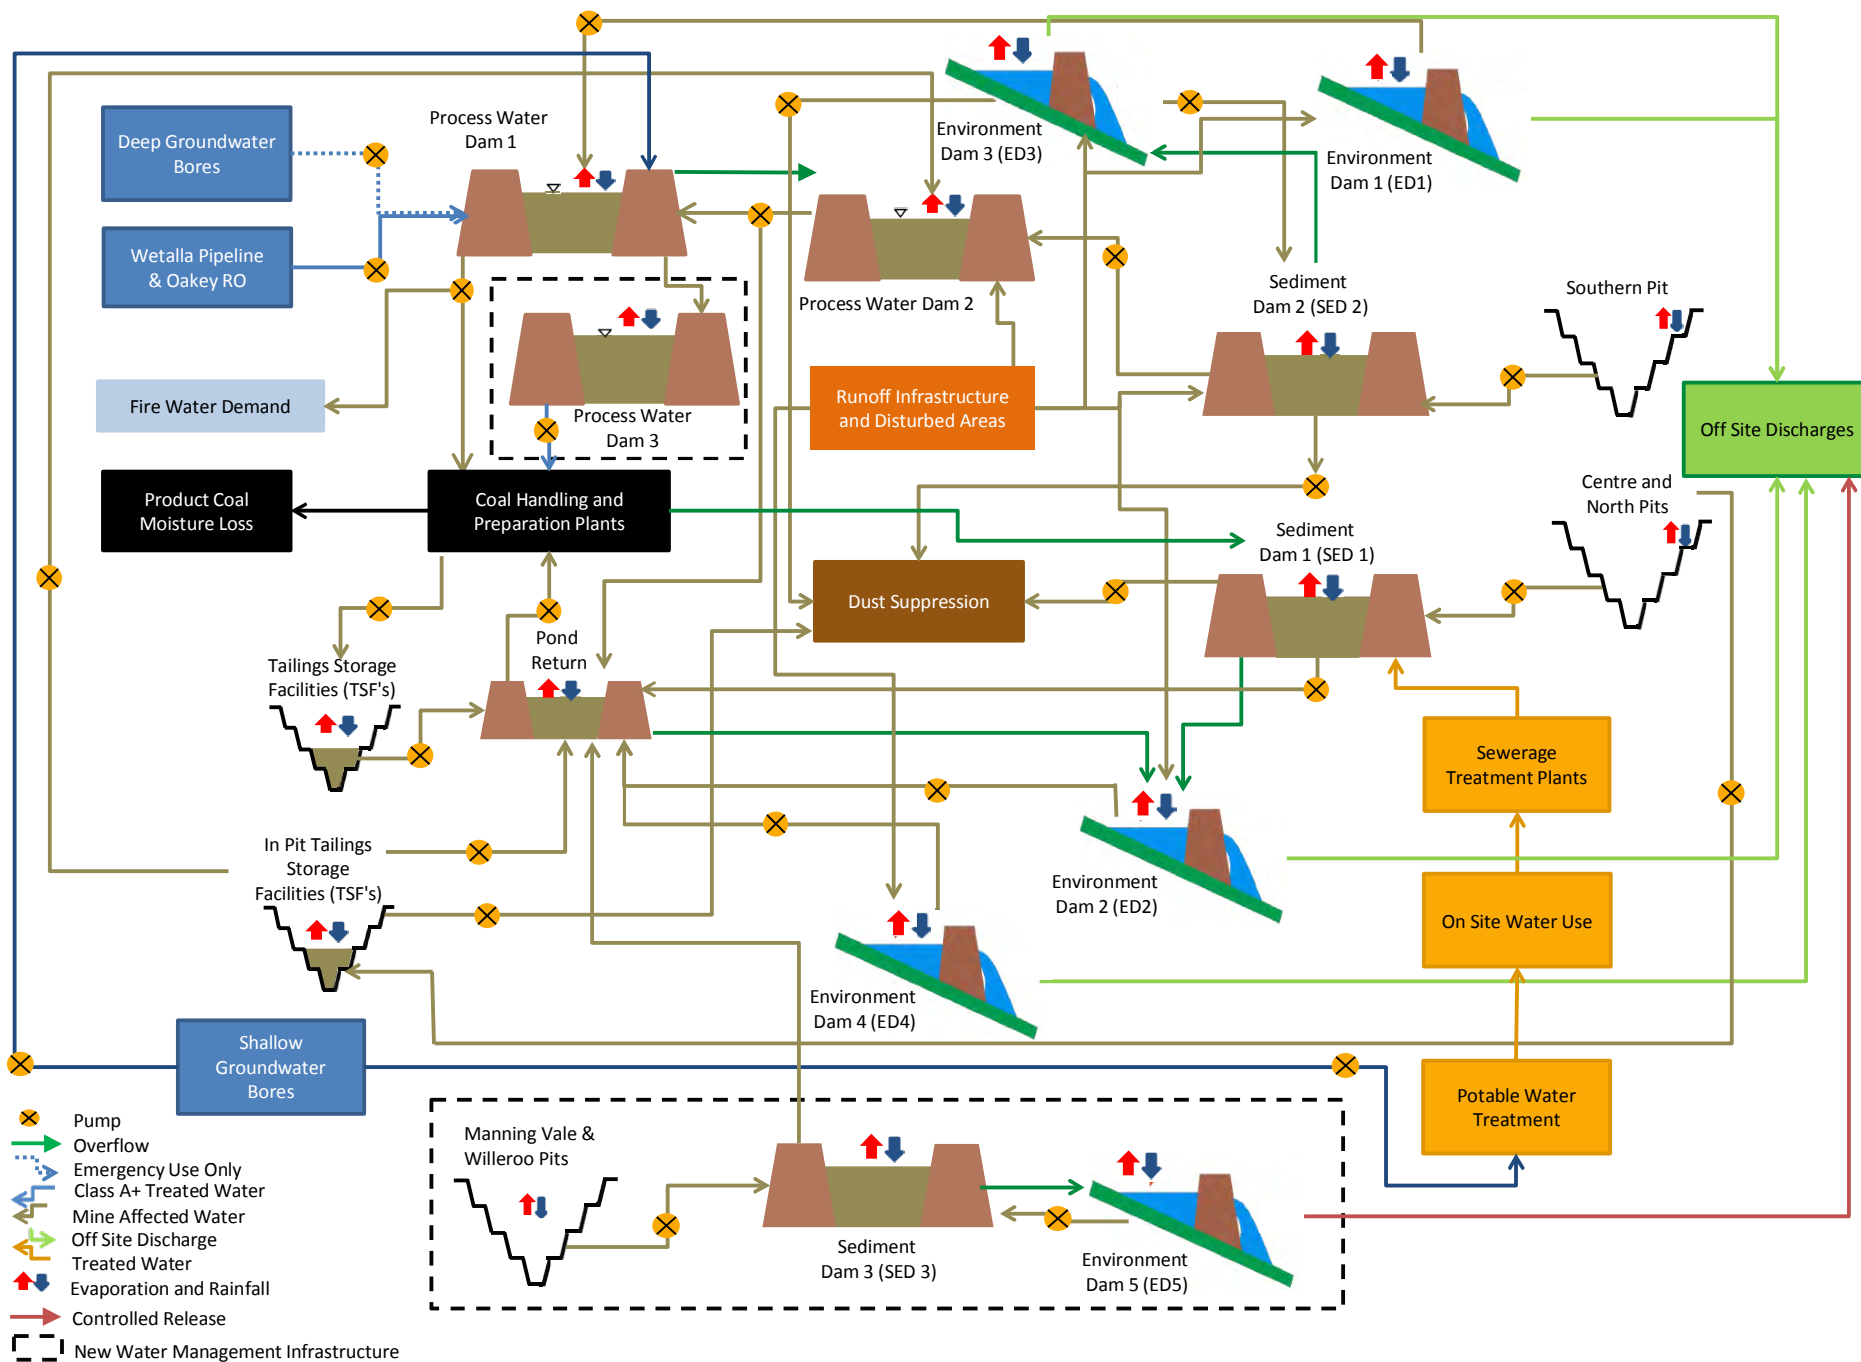 Process Water
Dam 1
Deep Groundwater
Bores
Wetalla Pipeline
& Oakey RO
Environment
Dam 3 (ED3)
Environment
Dam 1 (ED1)
Process Water Dam 2
Sediment
Dam 2 (SED 2)
Southern Pit
Fire Water Demand
Process Water
Dam 3
Runoff Infrastructure
and Disturbed Areas
Off Site Discharges
Product Coal
Moisture Loss
Coal Handling and
Preparation Plants
Centre and
North Pits
Sediment
Dam 1 (SED 1)
Dust Suppression
Pond
Return
Tailings Storage
Facilities (TSF's)
Sewerage
Treatment Plants
In Pit Tailings
Storage
Facilities (TSF's)
Environment
Dam 2 (ED2)
On Site Water Use
Environment
Dam 4 (ED4)
Shallow
Groundwater
Bores
Potable Water
Treatment
Manning Vale &
Willeroo Pits
Sediment
Dam 3 (SED 3)
Environment
Dam 5 (ED5)
Pump
Overflow
Emergency Use Only
Class A+ Treated Water
Mine Affected Water
Off Site Discharge
Treated Water
Evaporation and Rainfall
Controlled Release
New Water Management Infrastructure